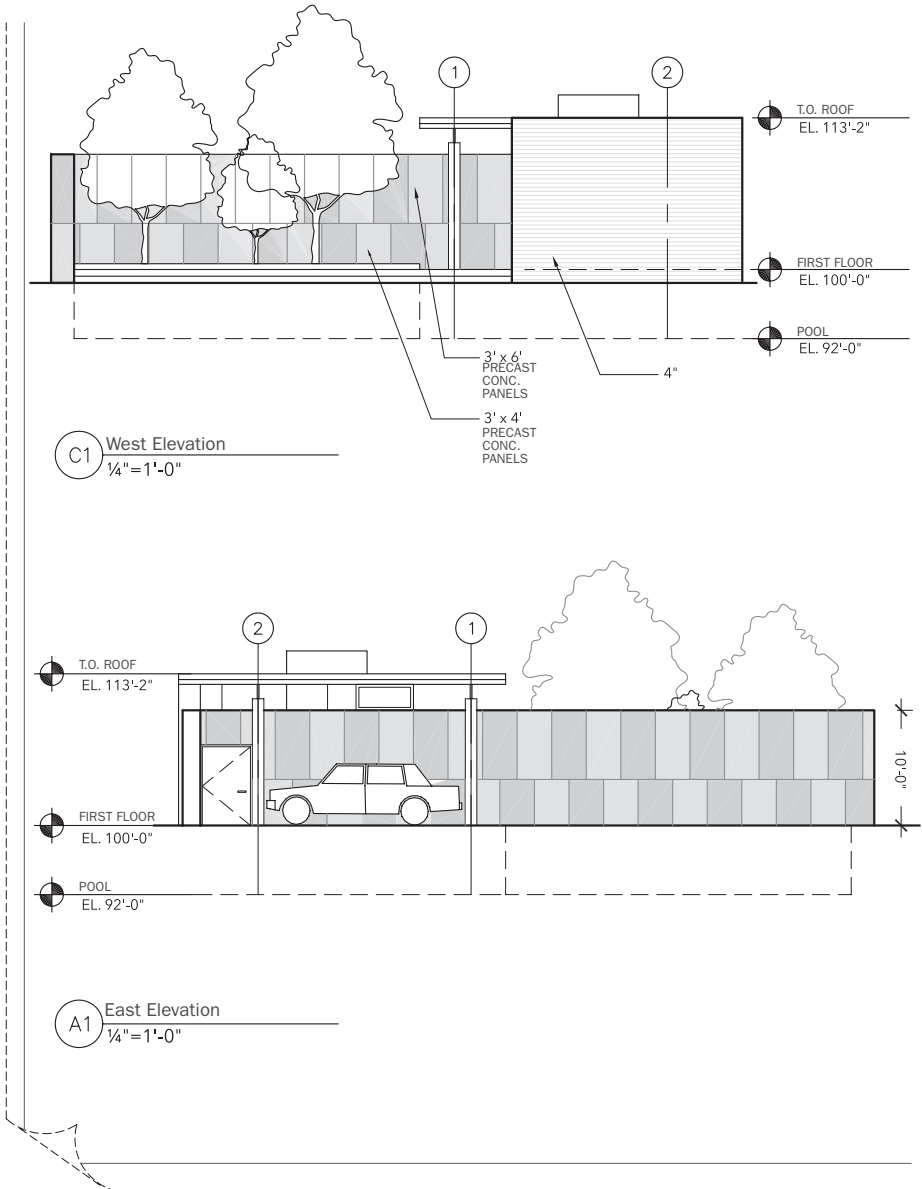 1
2
T.O. ROOF
EL. 113'-2"
FIRST FLOOR
EL. 100'-0"
POOL
EL. 92'-0"
3' x 6'
PRECAST
CONC.
PANELS
4"
3' x 4'
PRECAST
CONC.
PANELS
C1
West Elevation
¼"=1'-0"
2
1
T.O. ROOF
EL. 113'-2"
10'-0"
FIRST FLOOR
EL. 100'-0"
POOL
EL. 92'-0"
A1
East Elevation
¼"=1'-0"